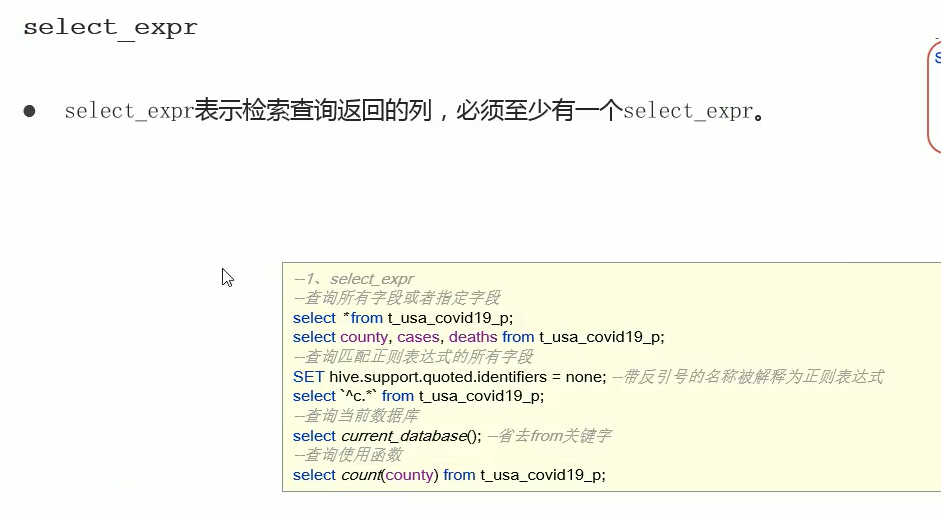 select_expr
● select_expr表示检索查询返回的列，必须至少有一个select_expr。
--1、select_expr
--查询所有字段或者指定字段
select *from t_usa_covid19_p;
select county, cases, deaths from t_usa_covid19_p;
--查询匹配正则表达式的所有字段
SET hive.support.quoted.identifiers = none; --带反引号的名称被解释为正则表达式
select `^c.*` from t_usa_covid19_p;
--查询当前数据库
select current_database(); --省去from关键字
--查询使用函数
select count(county) from t_usa_covid19_p;